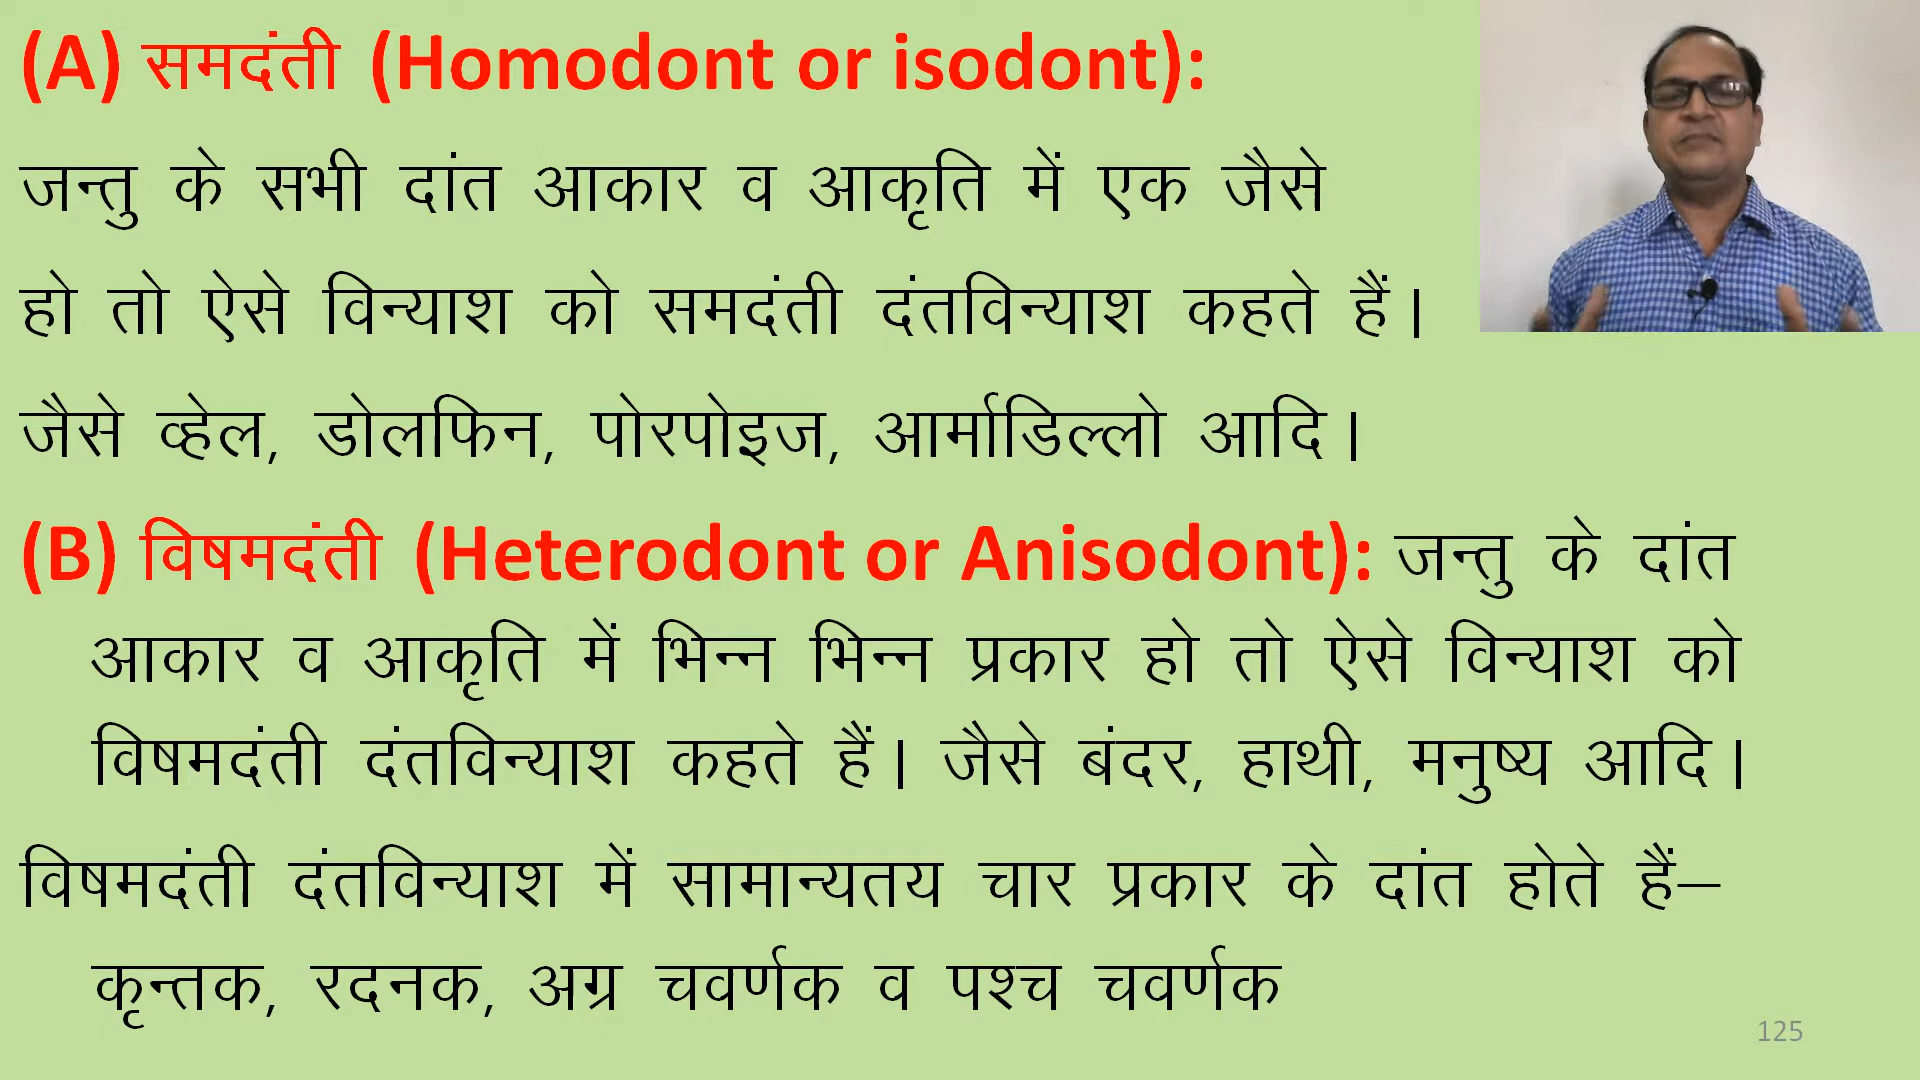 (A) समदंती (Homodont or isodont):
जन्तु के सभी दांत आकार व आकृति में एक जैसे
हो तो ऐसे विन्याश को समदंती दंतविन्याश कहते हैं।
जैसे व्हेल, डोलफिन, पोरपोइज, आर्माडिल्लो आदि।
(B) विषमदंती (Heterodont or Anisodont): जन्तु के दांत
आकार व आकृति में भिन्न भिन्न प्रकार हो तो ऐसे विन्याश को
विषमदंती दंतविन्याश कहते हैं। जैसे बंदर, हाथी, मनुष्य आदि।
विषमदंती दंतविन्याश में सामान्यतय चार प्रकार के दांत होते हैं–
कृन्तक, रदनक, अग्र चवर्णक व पश्च चवर्णक
125